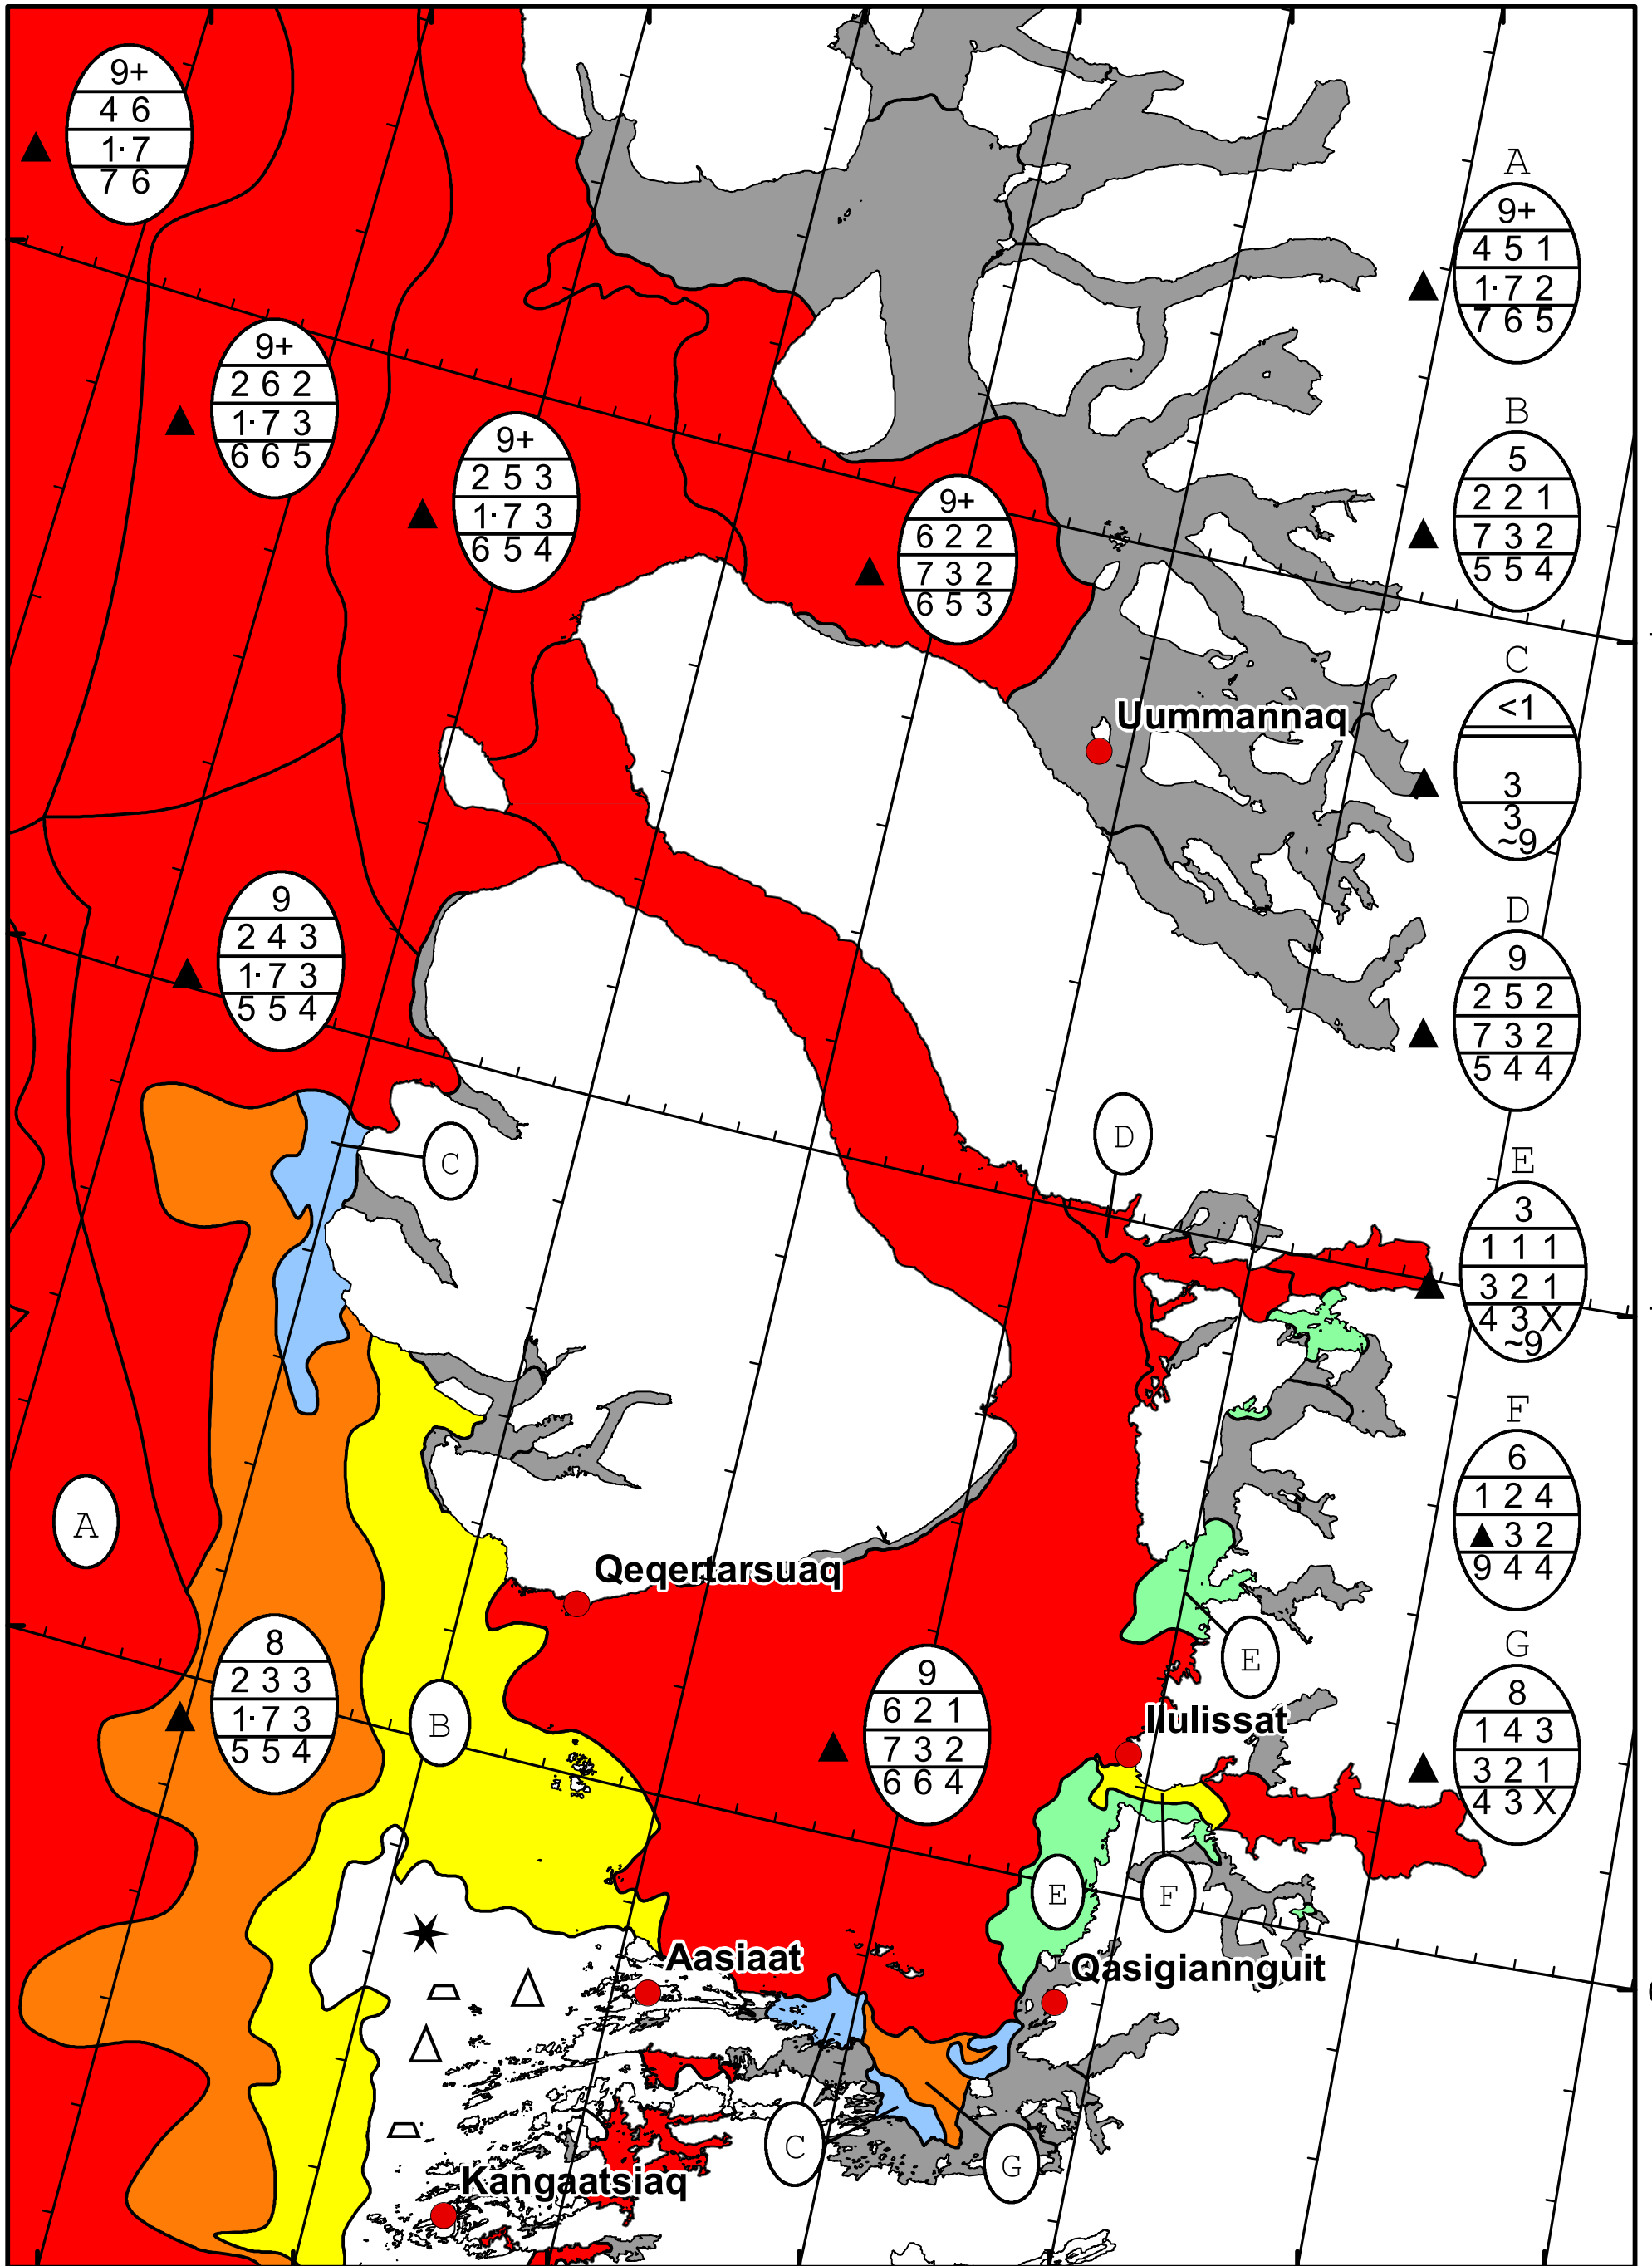 9+
4 6
1· 7
7 6
9+
2 6 2
1· 7 3
6 6 5
9+
2 5 3
1· 7 3
6 5 4
9+
6 2 2
7 3 2
6 5 3
Uummannaq
9
2 4 3
1· 7 3
5 5 4
C
D
A
Qeqertarsuaq
E
8
2 3 3
1· 7 3
5 5 4
B
9
6 2 1
7 3 2
6 6 4
Ilulissat
E
F
Aasiaat
Qasigiannguit
C
G
Kangaatsiaq
A
9+
4 5 1
1· 7 2
7 6 5
B
5
2 2 1
7 3 2
5 5 4
C
<1
3
3
~9
D
9
2 5 2
7 3 2
5 4 4
E
3
1 1 1
3 2 1
4 3 X
~9
F
6
1 2 4
▲ 3 2
9 4 4
G
8
1 4 3
3 2 1
4 3 X